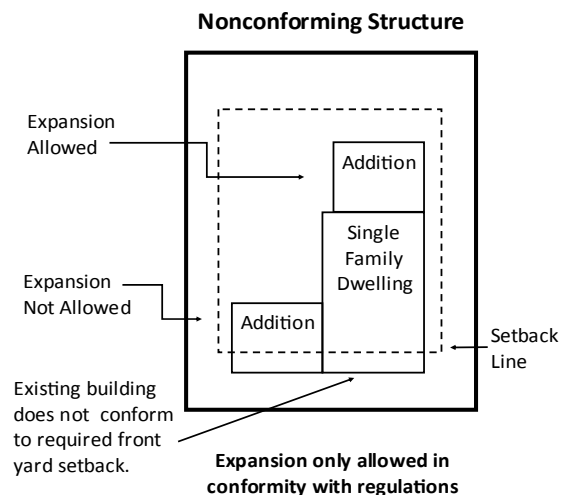 Nonconforming Structure
Expansion
Allowed
Addition
Single
Family
Dwelling
Expansion
Not Allowed
Addition
Setback
Line
Existing building
does not conform
to required front
yard setback.
Expansion only allowed in
conformity with regulations